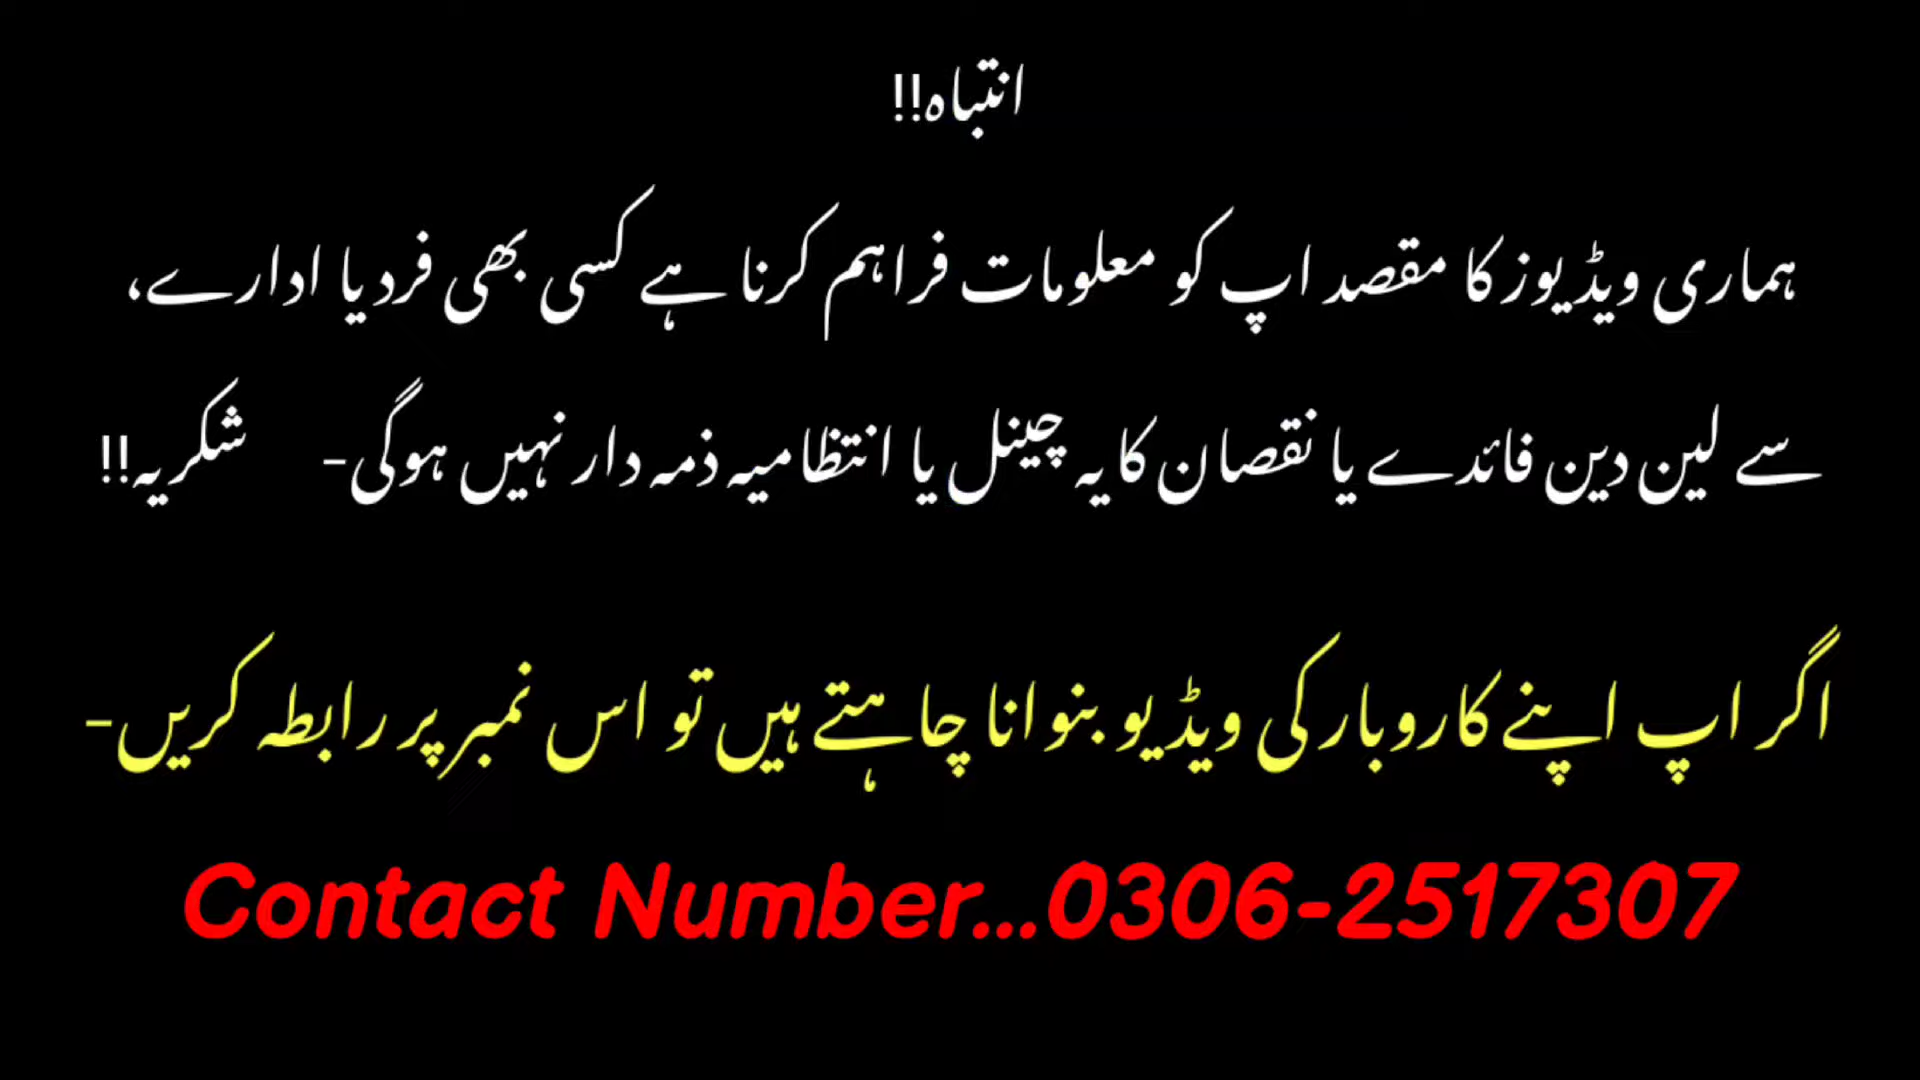 انتباہ!!
ہماری ویڈیوز کا مقصد اپ کو معلومات فراہم کرنا ہے کسی بھی فرد یا ادارے،
سے لین دین فائدے یا نقصان کا یہ چینل یا انتظامیہ ذمہ دار نہیں ہوگی- شکریہ!!
اگر اپ اپنے کاروبار کی ویڈیو بنوانا چاہتے ہیں تو اس نمبر پر رابطہ کریں-
Contact Number...0306-2517307